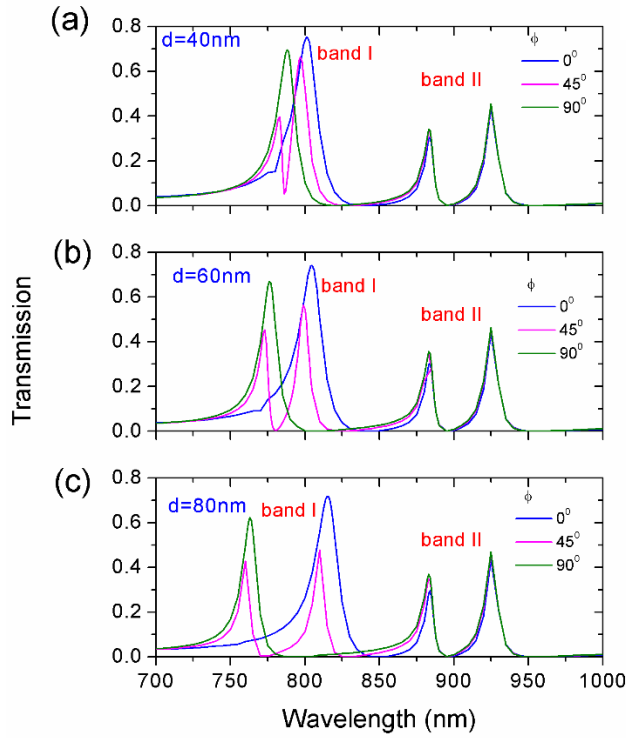 (a)
d=40nm
band I
band II
ϕ
0⁰
45⁰
90⁰
0.8
0.6
0.4
0.2
0.0
(b)
d=60nm
band I
band II
ϕ
0⁰
45⁰
90⁰
0.8
0.6
0.4
0.2
0.0
Transmission
(c)
d=80nm
band I
band II
ϕ
0⁰
45⁰
90⁰
0.8
0.6
0.4
0.2
0.0
700 750 800 850 900 950 1000
Wavelength (nm)